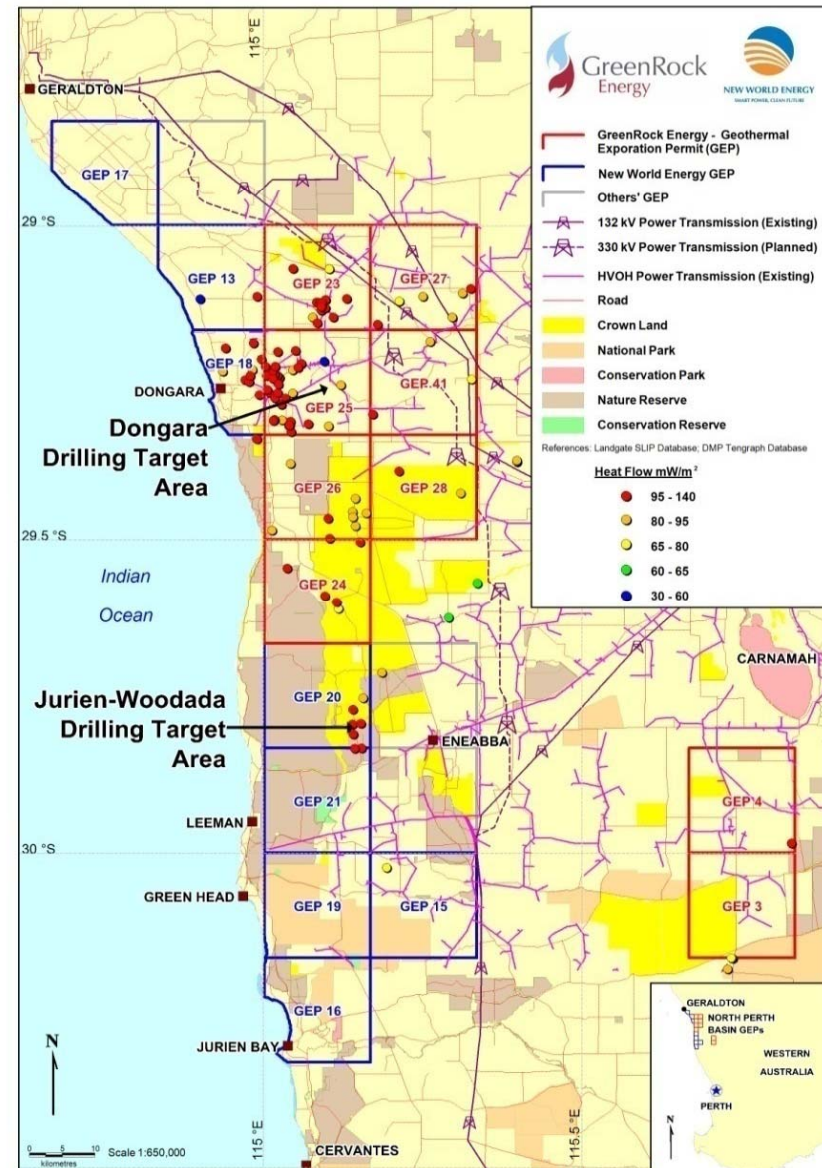 115 °E
GERALDTON
GEP 17
29 °S
GEP 13
GEP 23
GEP 27
GEP 18
DONGARA
GEP 41
GEP 25
Dongara
Drilling Target
Area
GEP 26
GEP 28
29.5 °S
GEP 24
Indian
Ocean
CARNAMAH
GEP 20
Jurien-Woodada
Drilling Target
Area
ENEABBA
GEP 21
LEEMAN
GEP 4
30 °S
GREEN HEAD
GEP 19
GEP 15
GEP 3
GEP 16
JURIEN BAY
N
0 5 10 Scale 1:650,000
kilometres
115 °E
115.5 °E
CERVANTES
GreenRock
Energy
NEW WORLD ENERGY
SMART POWER, CLEAN FUTURE
GreenRock Energy - Geothermal
Exporation Permit (GEP)
New World Energy GEP
Others' GEP
132 kV Power Transmission (Existing)
330 kV Power Transmission (Planned)
HVOH Power Transmission (Existing)
Road
Crown Land
National Park
Conservation Park
Nature Reserve
Conservation Reserve
References: Landgate SLIP Database; DMP Tengraph Database
Heat Flow mW/m²
95 - 140
80 - 95
65 - 80
60 - 65
30 - 60
GERALDTON
NORTH PERTH
BASIN GEPs
WESTERN
AUSTRALIA
PERTH
N